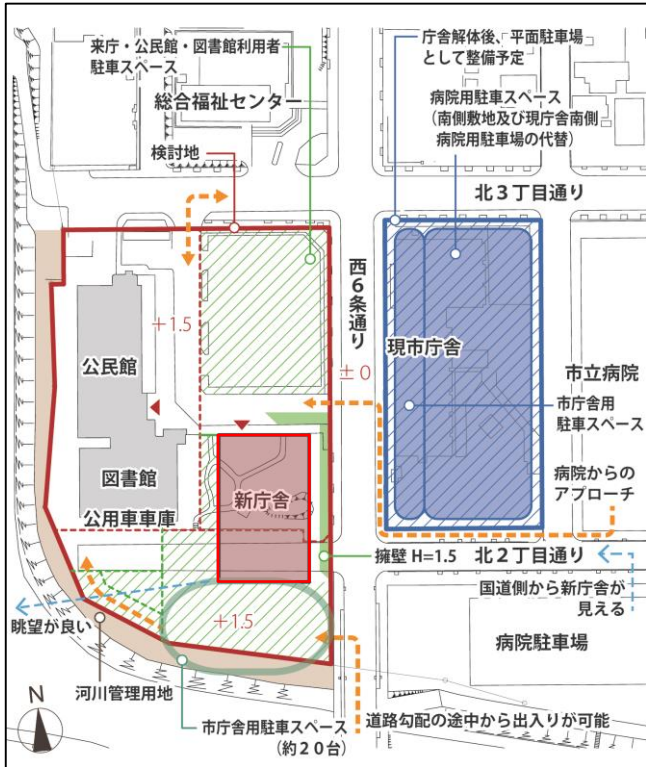 来庁・公民館・図書館利用者
駐車スペース
総合福祉センター
検討地
庁舎解体後、平面駐車場
として整備予定
病院用駐車スペース
(南側敷地及び現庁舎南側
病院用駐車場の代替)
北3丁目通り
西6条通り
+1.5
±0
公民館
現市庁舎
市立病院
市庁舎用
駐車スペース
図書館
新庁舎
病院からの
アプローチ
公用車車庫
擁壁 H=1.5
北2丁目通り
国道側から新庁舎が
見える
+1.5
眺望が良い
病院駐車場
河川管理用地
N
市庁舎用駐車スペース
(約20台)
道路勾配の途中から出入りが可能